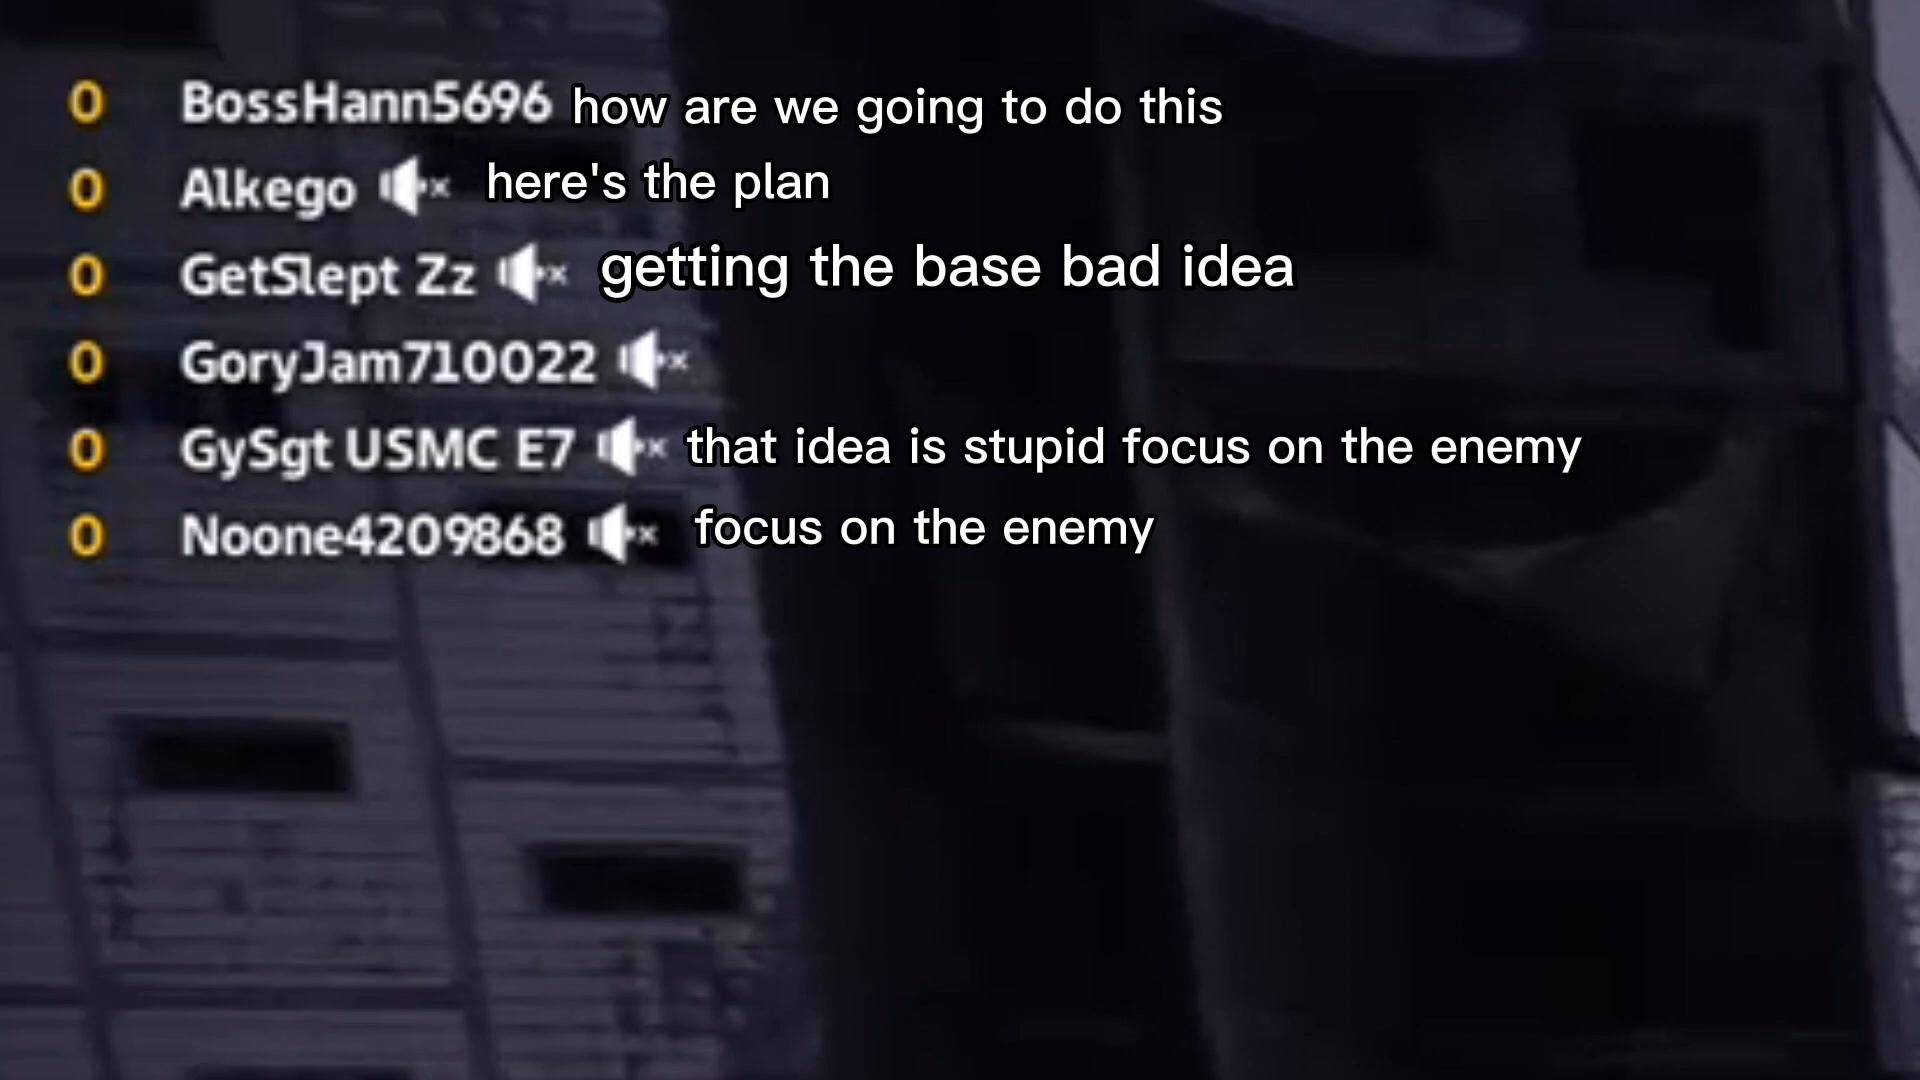 0 BossHann5696 how are we going to do this
0 Alkego here's the plan
0 GetSlept Zz getting the base bad idea
0 GoryJam710022
0 GySgt USMC E7 that idea is stupid focus on the enemy
0 Noone4209868 focus on the enemy